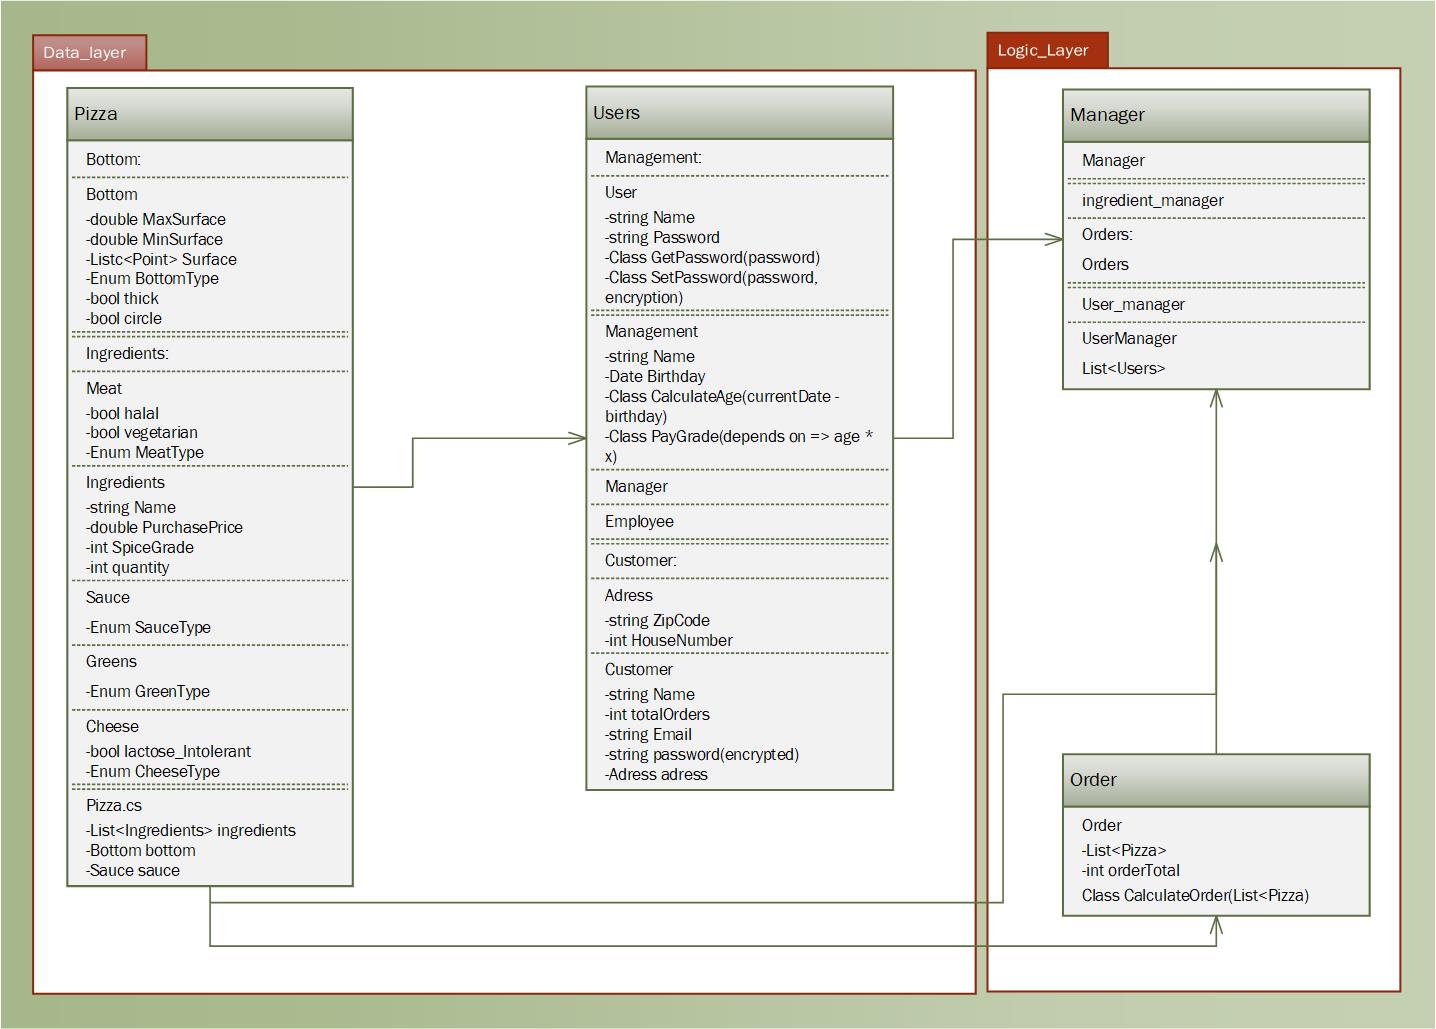 Data_layer
Pizza
Bottom:
Bottom
-double MaxSurface
-double MinSurface
-Listc<Point> Surface
-Enum BottomType
-bool thick
-bool circle
Ingredients:
Meat
-bool halal
-bool vegetarian
-Enum MeatType
Ingredients
-string Name
-double PurchasePrice
-int SpiceGrade
-int quantity
Sauce
-Enum SauceType
Greens
-Enum GreenType
Cheese
-bool lactose_Intolerant
-Enum CheeseType
Pizza.cs
-List<Ingredients> ingredients
-Bottom bottom
-Sauce sauce
Users
Management:
User
-string Name
-string Password
-Class GetPassword(password)
-Class SetPassword(password,
encryption)
Management
-string Name
-Date Birthday
-Class CalculateAge(currentDate -
birthday)
-Class PayGrade(depends on => age *
x)
Manager
Employee
Customer:
Adress
-string ZipCode
-int HouseNumber
Customer
-string Name
-int totalOrders
-string Email
-string password(encrypted)
-Adress adress
Logic_Layer
Manager
Manager
ingredient_manager
Orders:
Orders
User_manager
UserManager
List<Users>
Order
Order
-List<Pizza>
-int orderTotal
Class CalculateOrder(List<Pizza)